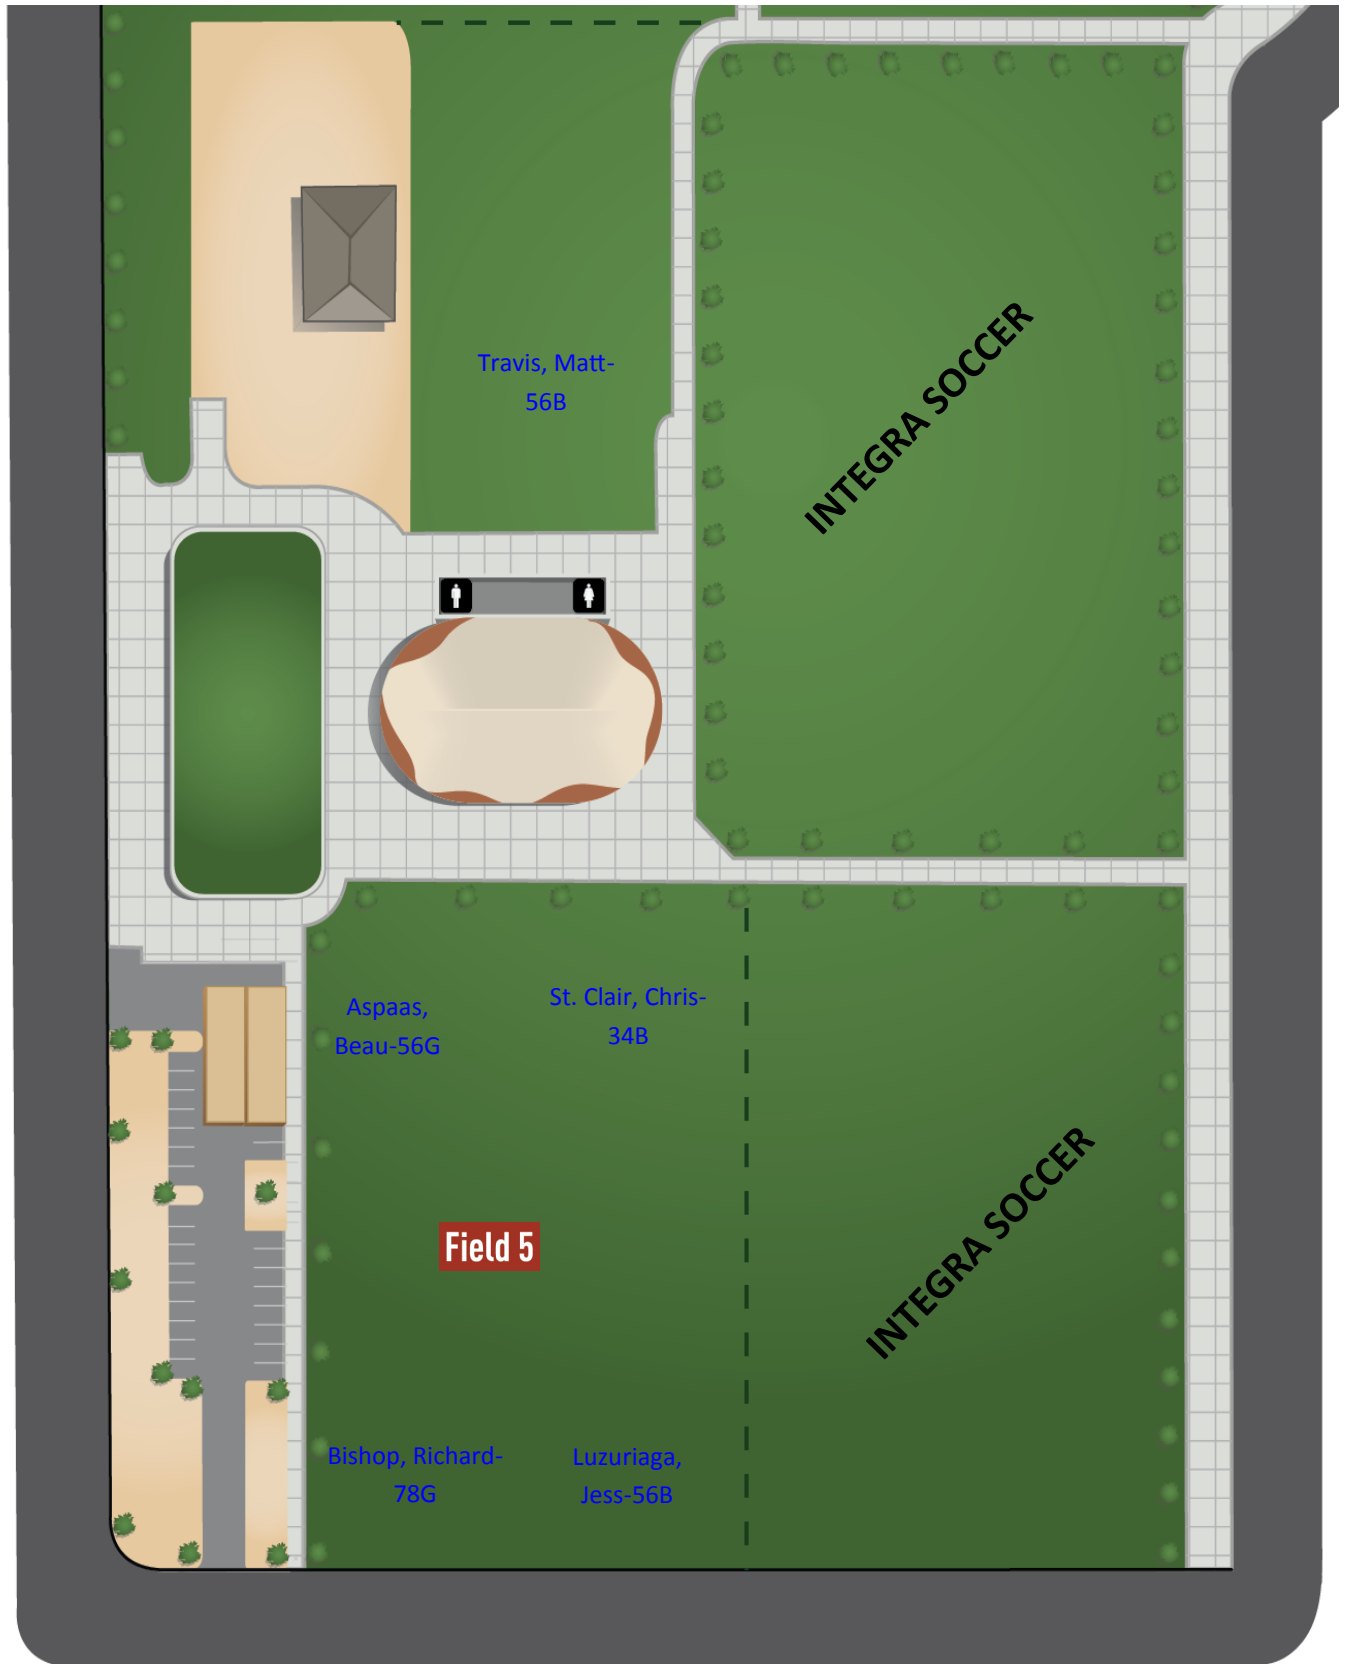 INTEGRA SOCCER
Travis, Matt-
56B
Aspaas,
Beau-56G
St. Clair, Chris-
34B
INTEGRA SOCCER
Field 5
Bishop, Richard-
78G
Luzuriaga,
Jess-56B